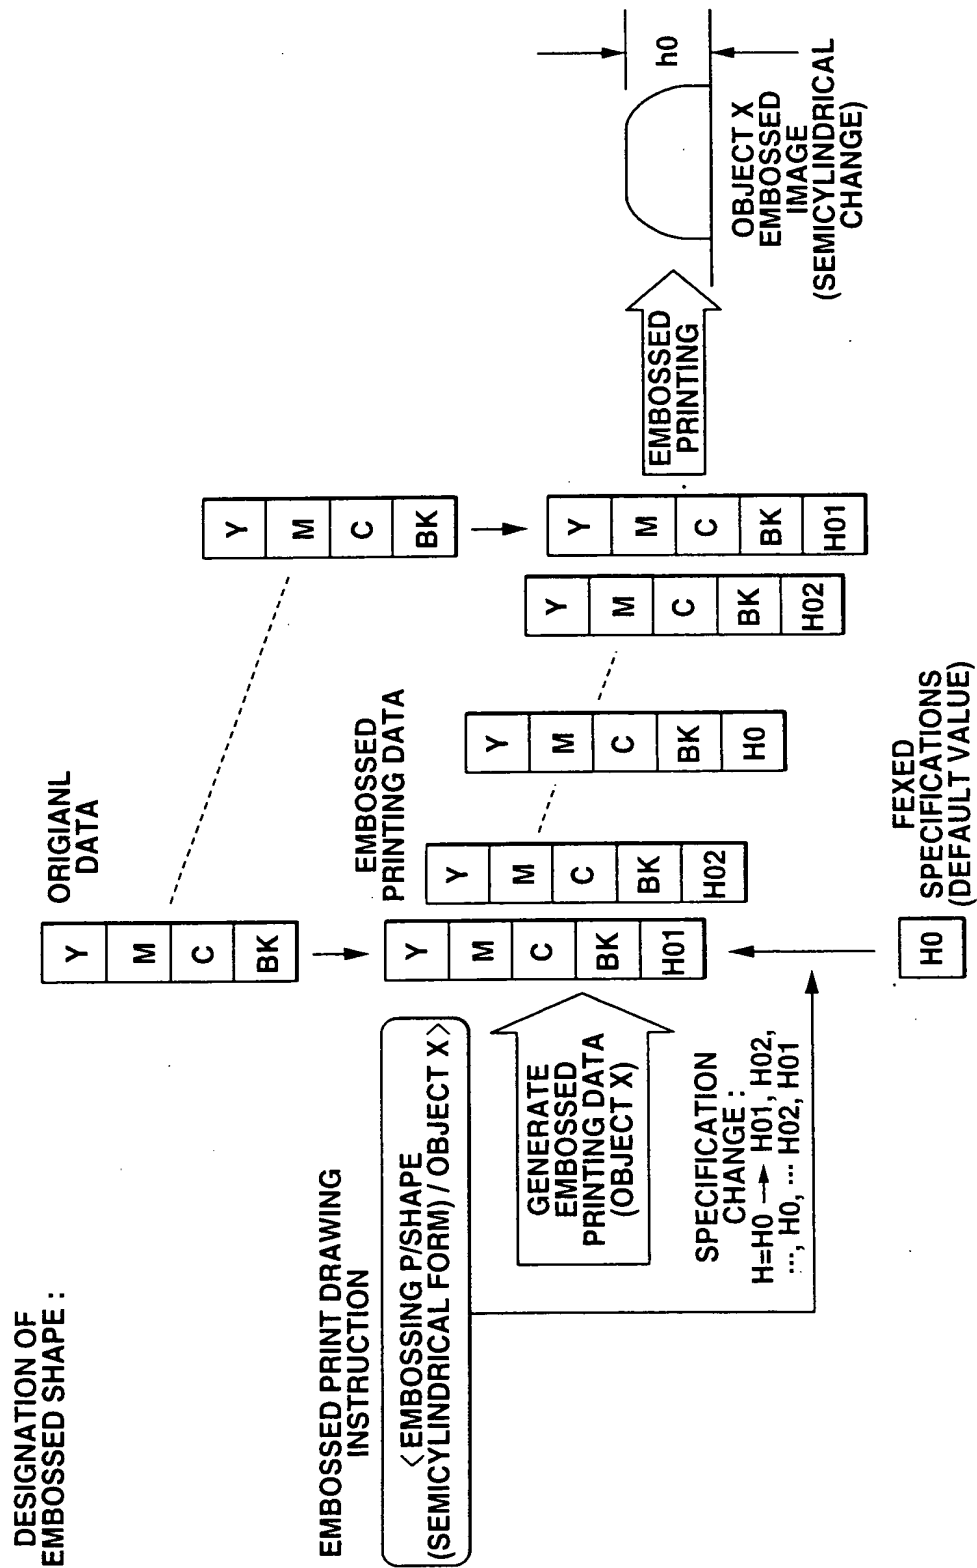 DESIGNATION OF
EMBOSSED SHAPE :
EMBOSSED PRINT DRAWING
INSTRUCTION
<EMBOSSING P/SHAPE
(SEMICYLINDRICAL FORM) / OBJECT X>
GENERATE
EMBOSSED
PRINTING DATA
(OBJECT X)
SPECIFICATION
CHANGE :
H=H0 → H01, H02,
…, H0, … H02, H01
ORIGIANL
DATA
Y
M
C
BK
Y
M
C
BK
EMBOSSED
PRINTING DATA
Y
M
C
BK
H01
Y
M
C
BK
H02
Y
M
C
BK
H0
Y
M
C
BK
H02
Y
M
C
BK
H01
H0
FEXED
SPECIFICATIONS
(DEFAULT VALUE)
EMBOSSED
PRINTING
h0
OBJECT X
EMBOSSED
IMAGE
(SEMICYLINDRICAL
CHANGE)